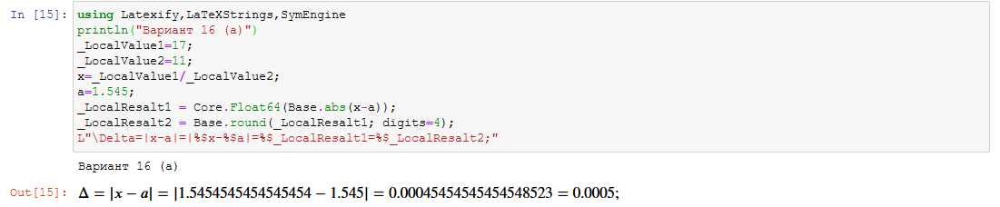 In [15]: using Latexify,LaTeXStrings,SymEngine
println("Вариант 16 (а)")
_LocalValue1=17;
_LocalValue2=11;
x=_LocalValue1/_LocalValue2;
a=1.545;
_LocalResalt1 = Core.Float64(Base.abs(x-a));
_LocalResalt2 = Base.round(_LocalResalt1; digits=4);
L"\Delta=|x-a|=|%$x-%$a|=%$_LocalResalt1=%$_LocalResalt2;"
Вариант 16 (а)
Out[15]: Δ = |x − a| = |1.5454545454545454 − 1.545| = 0.00045454545454548523 = 0.0005;